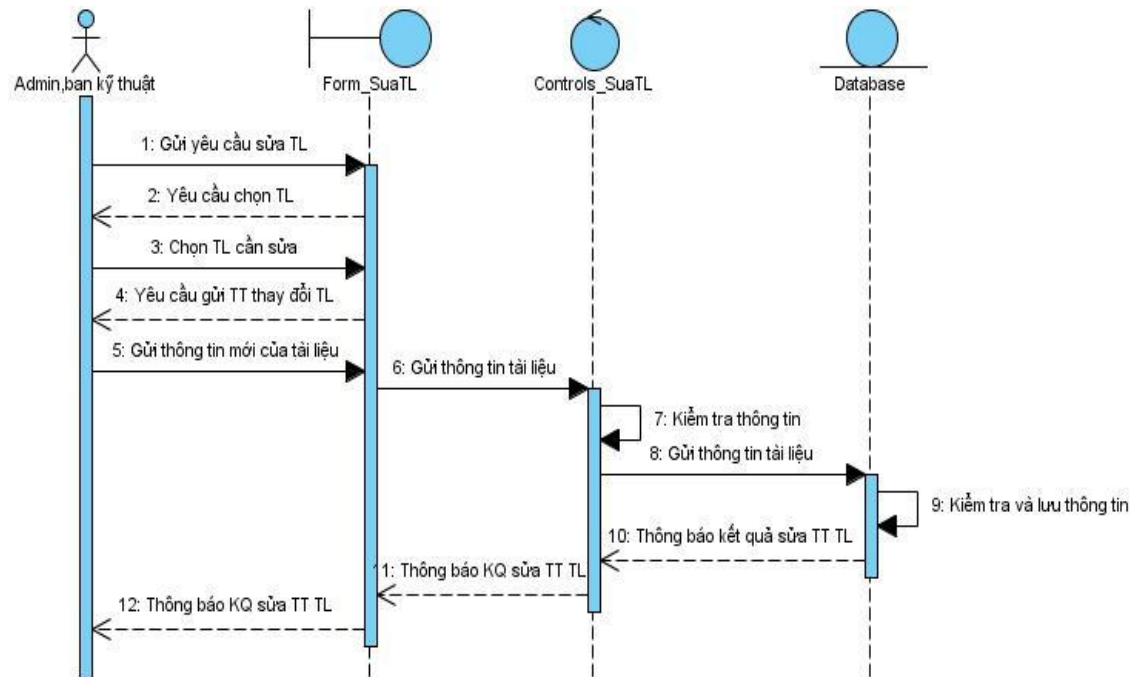 Admin,ban kỹ thuật
Form_SuaTL
Controls_SuaTL
Database
1: Gửi yêu cầu sửa TL
2: Yêu cầu chọn TL
3: Chọn TL cần sửa
4: Yêu cầu gửi TT thay đổi TL
5: Gửi thông tin mới của tài liệu
6: Gửi thông tin tài liệu
7: Kiểm tra thông tin
8: Gửi thông tin tài liệu
9: Kiểm tra và lưu thông tin
10: Thông báo kết quả sửa TT TL
11: Thông báo KQ sửa TT TL
12: Thông báo KQ sửa TT TL